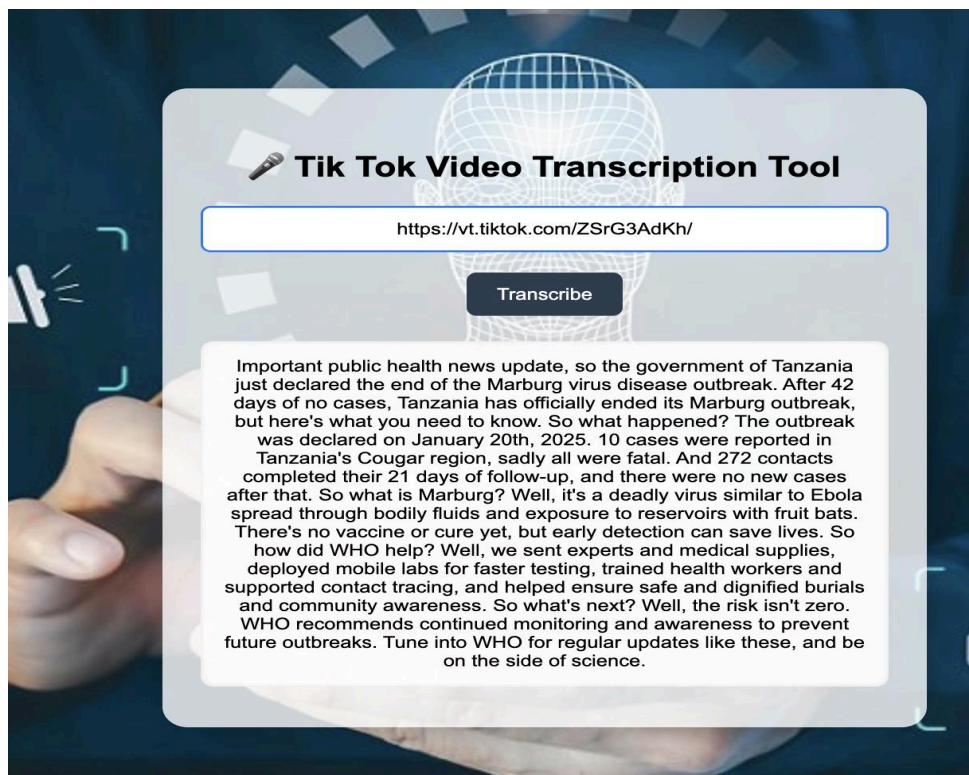 Tik Tok Video Transcription Tool
https://vt.tiktok.com/ZSrG3AdKh/
Transcribe
Important public health news update, so the government of Tanzania
just declared the end of the Marburg virus disease outbreak. After 42
days of no cases, Tanzania has officially ended its Marburg outbreak,
but here's what you need to know. So what happened? The outbreak
was declared on January 20th, 2025. 10 cases were reported in
Tanzania's Cougar region, sadly all were fatal. And 272 contacts
completed their 21 days of follow-up, and there were no new cases
after that. So what is Marburg? Well, it's a deadly virus similar to Ebola
spread through bodily fluids and exposure to reservoirs with fruit bats.
There's no vaccine or cure yet, but early detection can save lives. So
how did WHO help? Well, we sent experts and medical supplies,
deployed mobile labs for faster testing, trained health workers and
supported contact tracing, and helped ensure safe and dignified burials
and community awareness. So what's next? Well, the risk isn't zero.
WHO recommends continued monitoring and awareness to prevent
future outbreaks. Tune into WHO for regular updates like these, and be
on the side of science.